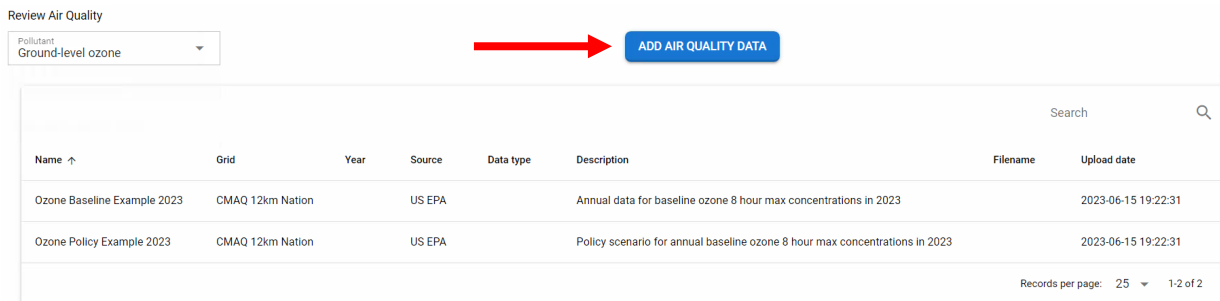 Review Air Quality
Pollutant
Ground-level ozone
ADD AIR QUALITY DATA
Search
Name Grid Year Source Data type Description Filename Upload date
Ozone Baseline Example 2023 CMAQ 12km Nation US EPA Annual data for baseline ozone 8 hour max concentrations in 2023 2023-06-15 19:22:31
Ozone Policy Example 2023 CMAQ 12km Nation US EPA Policy scenario for annual baseline ozone 8 hour max concentrations in 2023 2023-06-15 19:22:31
Records per page: 25 1-2 of 2